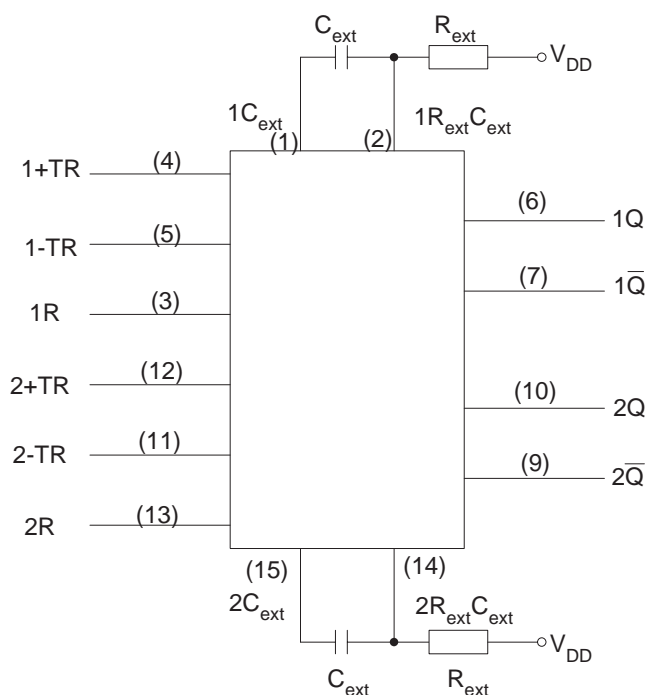 C_ext R_ext
V_DD
1C_ext 1R_extC_ext
(1) (2)
1+TR (4)
(6) 1Q
1-TR (5)
(7) 1Q̅
1R (3)
2+TR (12)
(10) 2Q
2-TR (11)
(9) 2Q̅
2R (13)
(15) (14)
2C_ext 2R_extC_ext
V_DD
C_ext R_ext